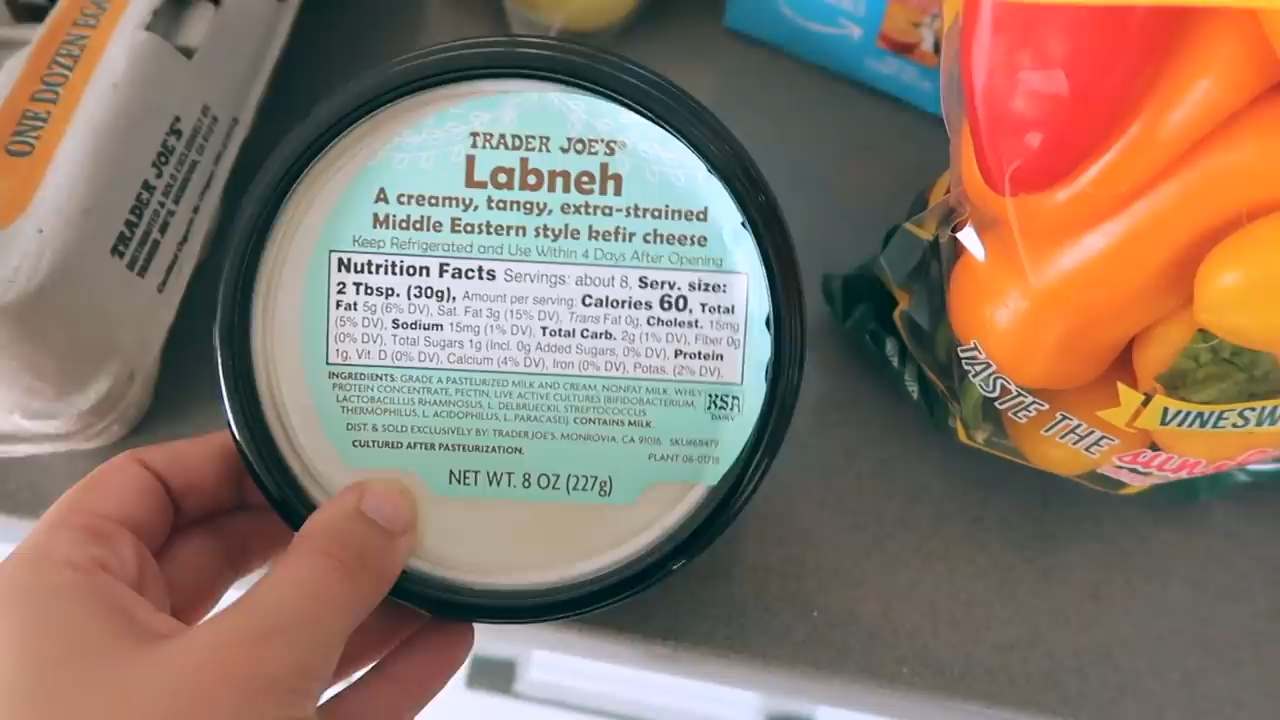 ONE DOZEN
TRADER JOE'S
TRADER JOE'S®
Labneh
A creamy, tangy, extra-strained
Middle Eastern style kefir cheese
Keep Refrigerated and Use Within 4 Days After Opening
Nutrition Facts Servings: about 8, Serv. size:
2 Tbsp. (30g), Amount per serving: Calories 60, Total
Fat 5g (6% DV), Sat. Fat 3g (15% DV), Trans Fat 0g, Cholest. 15mg
(5% DV), Sodium 15mg (1% DV), Total Carb. 2g (1% DV), Fiber 0g
(0% DV), Total Sugars 1g (Incl. 0g Added Sugars, 0% DV), Protein
1g, Vit. D (0% DV), Calcium (4% DV), Iron (0% DV), Potas. (2% DV).
INGREDIENTS: GRADE A PASTEURIZED MILK AND CREAM, NONFAT MILK, WHEY
PROTEIN CONCENTRATE, PECTIN, LIVE ACTIVE CULTURES (BIFIDOBACTERIUM,
LACTOBACILLUS RHAMNOSUS, L. DELBRUECKII, STREPTOCOCCUS
THERMOPHILUS, L. ACIDOPHILUS, L. PARACASEI). CONTAINS MILK.
KSA
DAIRY
DIST. & SOLD EXCLUSIVELY BY: TRADER JOE'S, MONROVIA, CA 91016 SKU#68479
CULTURED AFTER PASTEURIZATION.
PLANT 06-01718
NET WT. 8 OZ (227g)
TASTE THE
VINESW